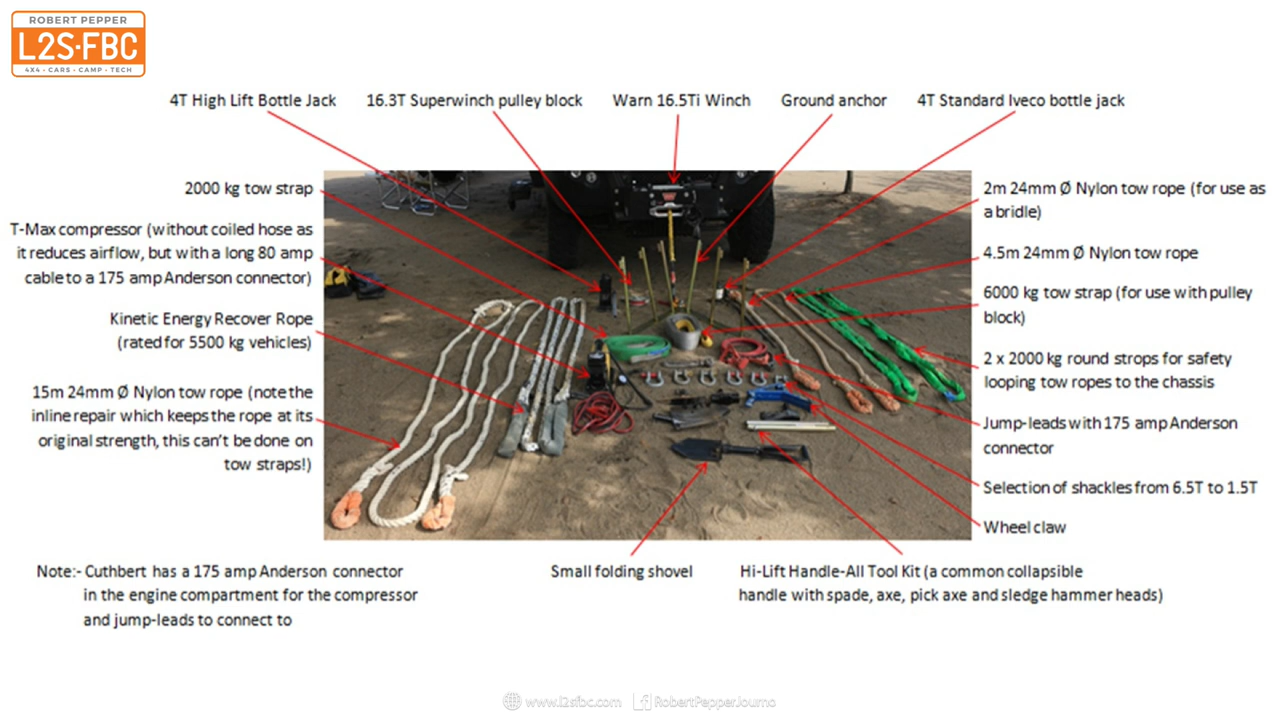 ROBERT PEPPER
L2S·FBC
4X4 - CARS - CAMP - TECH
4T High Lift Bottle Jack
16.3T Superwinch pulley block
Warn 16.5Ti Winch
Ground anchor
4T Standard Iveco bottle jack
2000 kg tow strap
T-Max compressor (without coiled hose as
it reduces airflow, but with a long 80 amp
cable to a 175 amp Anderson connector)
Kinetic Energy Recover Rope
(rated for 5500 kg vehicles)
15m 24mm Ø Nylon tow rope (note the
inline repair which keeps the rope at its
original strength, this can't be done on
tow straps!)
2m 24mm Ø Nylon tow rope (for use as
a bridle)
4.5m 24mm Ø Nylon tow rope
6000 kg tow strap (for use with pulley
block)
2 x 2000 kg round strops for safety
looping tow ropes to the chassis
Jump-leads with 175 amp Anderson
connector
Selection of shackles from 6.5T to 1.5T
Wheel claw
Note:- Cuthbert has a 175 amp Anderson connector
in the engine compartment for the compressor
and jump-leads to connect to
Small folding shovel
Hi-Lift Handle-All Tool Kit (a common collapsible
handle with spade, axe, pick axe and sledge hammer heads)
www.l2sfbc.com
RobertPepperJourno